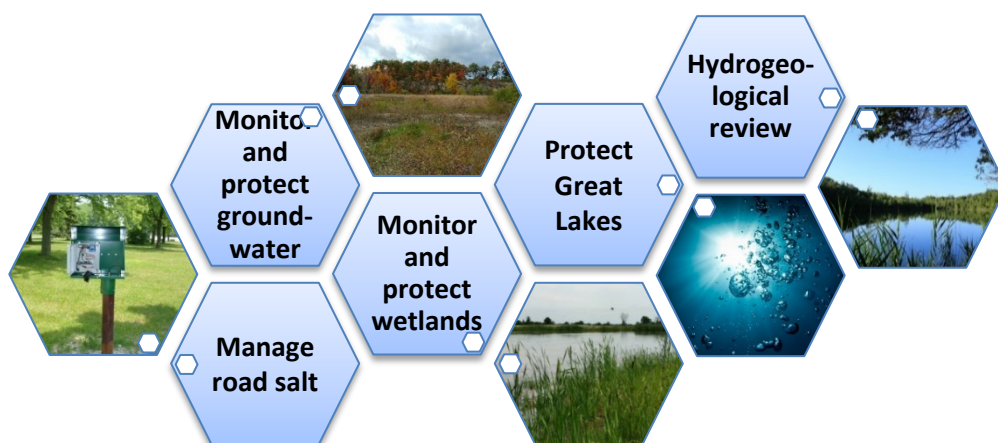 Monitor
and
protect
ground-
water
Manage
road salt
Monitor
and
protect
wetlands
Protect
Great
Lakes
Hydrogeo-
logical
review